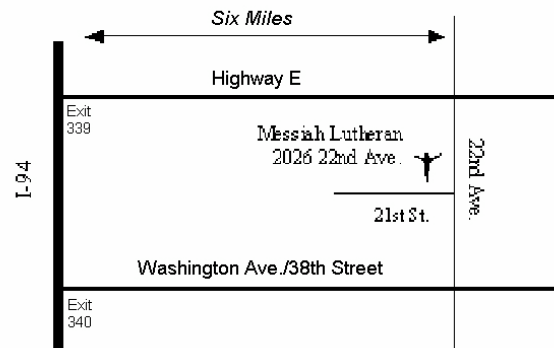 Six Miles
Highway E
Exit
339
Messiah Lutheran
2026 22nd Ave.
I-94
22nd Ave.
21st St.
Washington Ave./38th Street
Exit
340